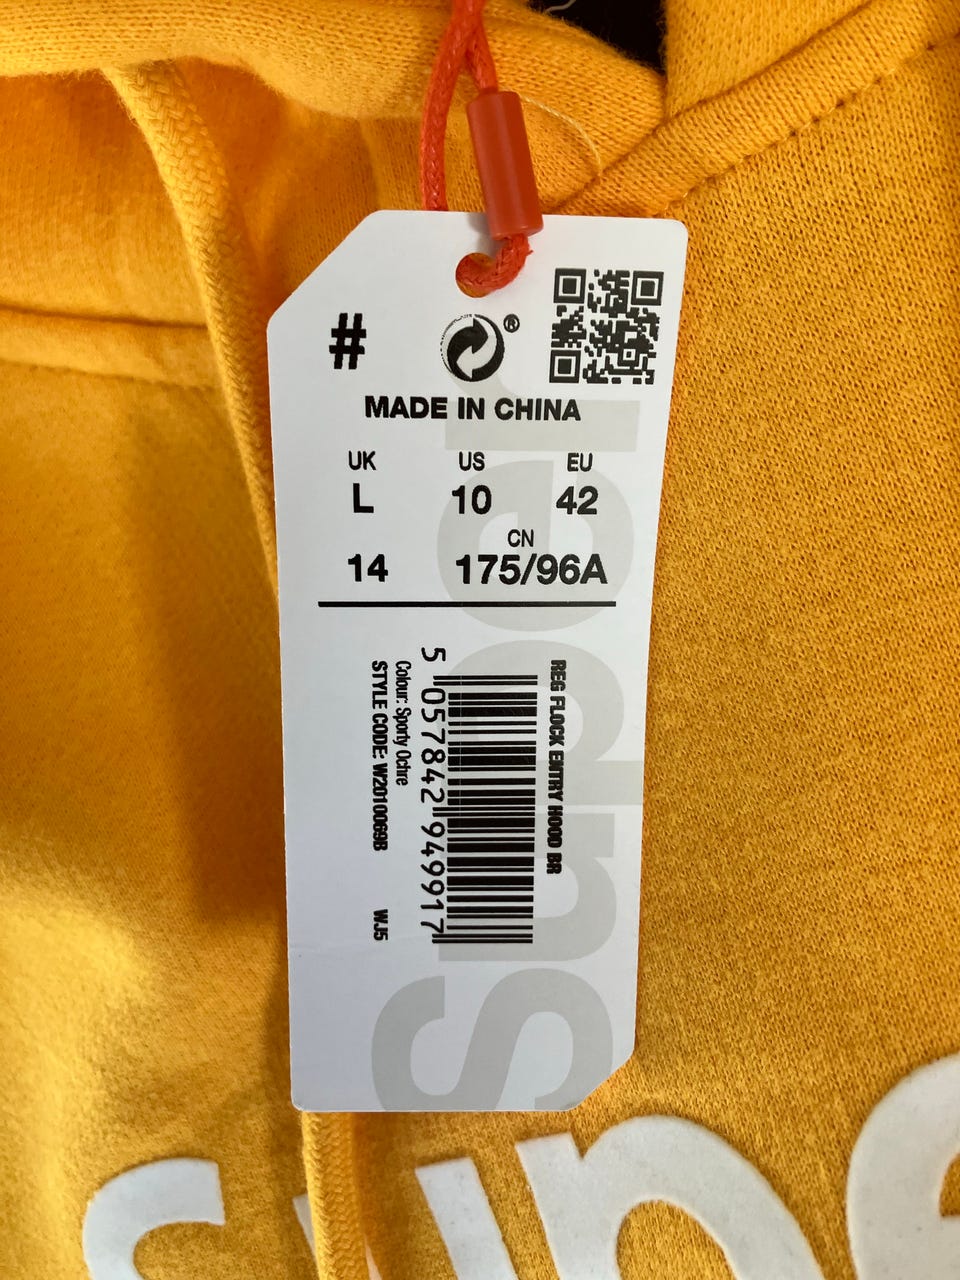 #
®
MADE IN CHINA
UK US EU
L 10 42
CN
14 175/96A
REG FLOCK ENTRY HOOD BR
5 057842 949917
Colour: Sporty Ochre
STYLE CODE: W2010069B WJ5
Super
supe